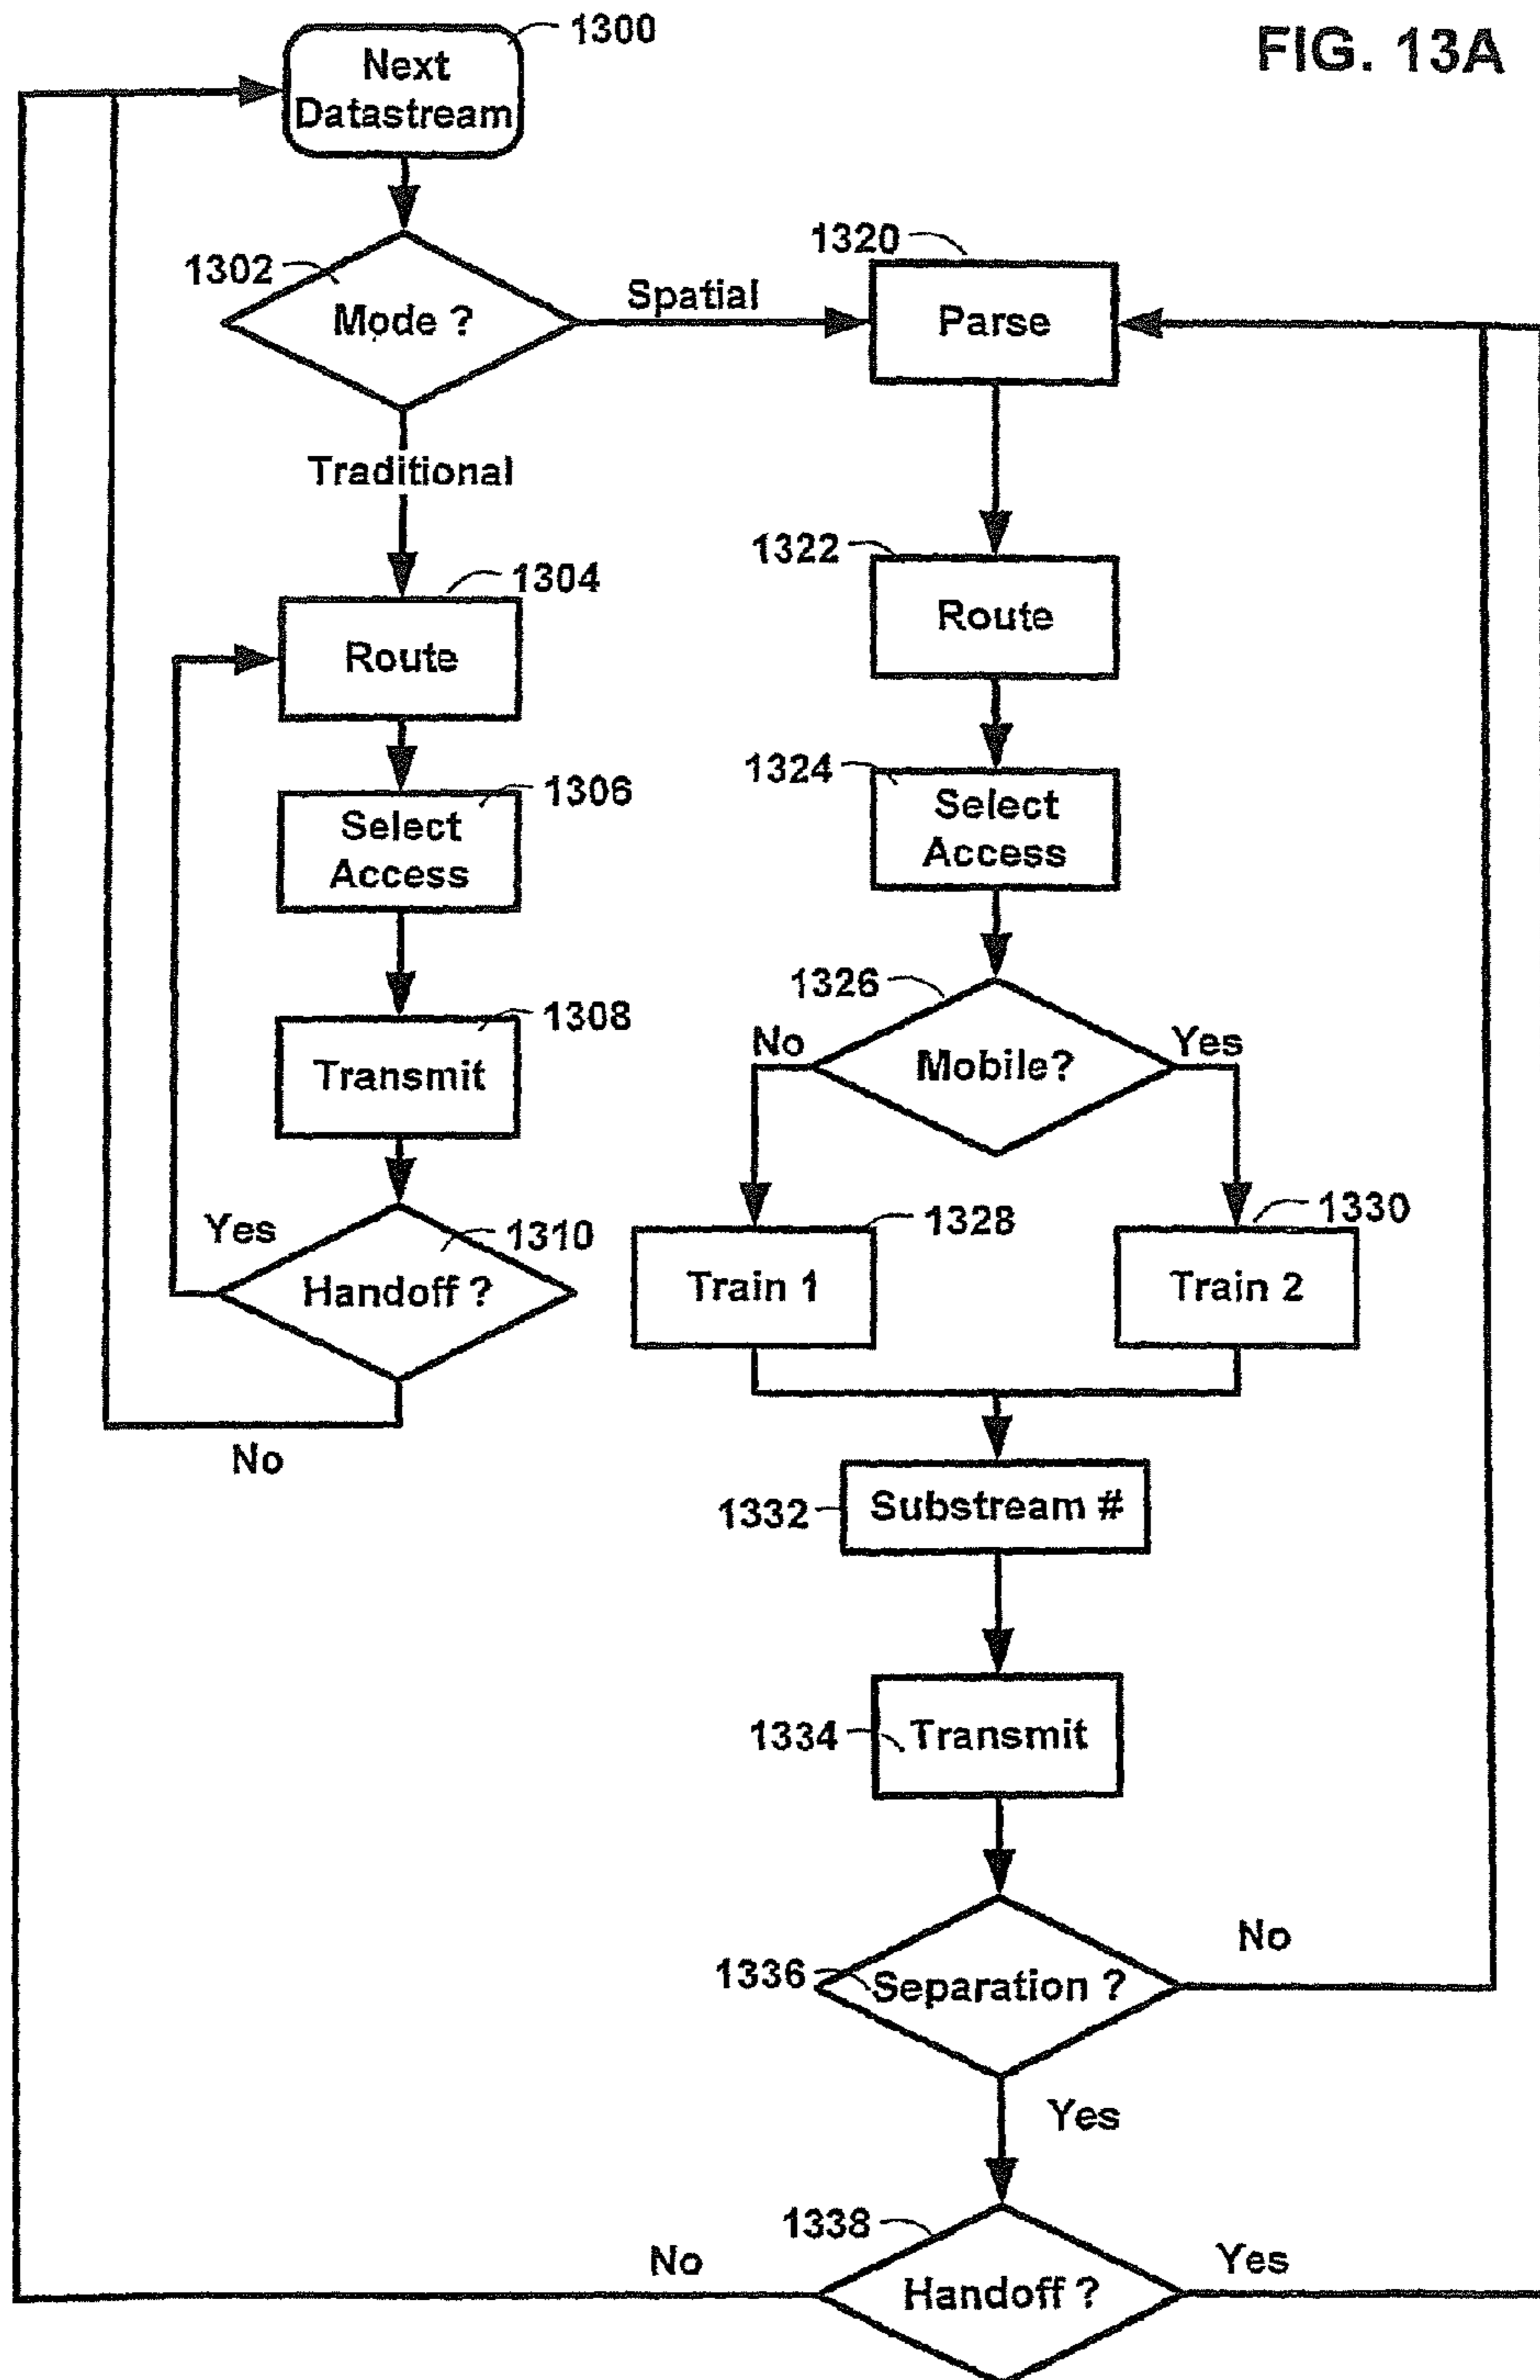 FIG. 13A
1300
Next
Datastream
1302
Mode ?
Spatial
Traditional
1304
Route
1306
Select
Access
1308
Transmit
1310
Yes
Handoff ?
No
1320
Parse
1322
Route
1324
Select
Access
1326
No
Mobile?
Yes
1328
Train 1
1330
Train 2
1332
Substream #
1334
Transmit
1336
Separation ?
No
Yes
1338
No
Handoff ?
Yes